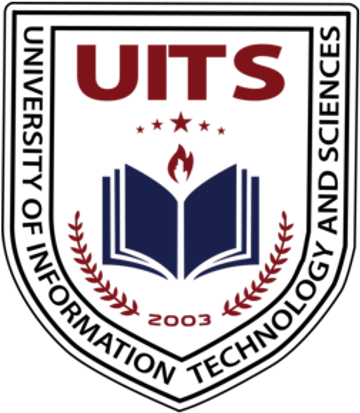 UITS
UNIVERSITY OF INFORMATION TECHNOLOGY AND SCIENCES
2003